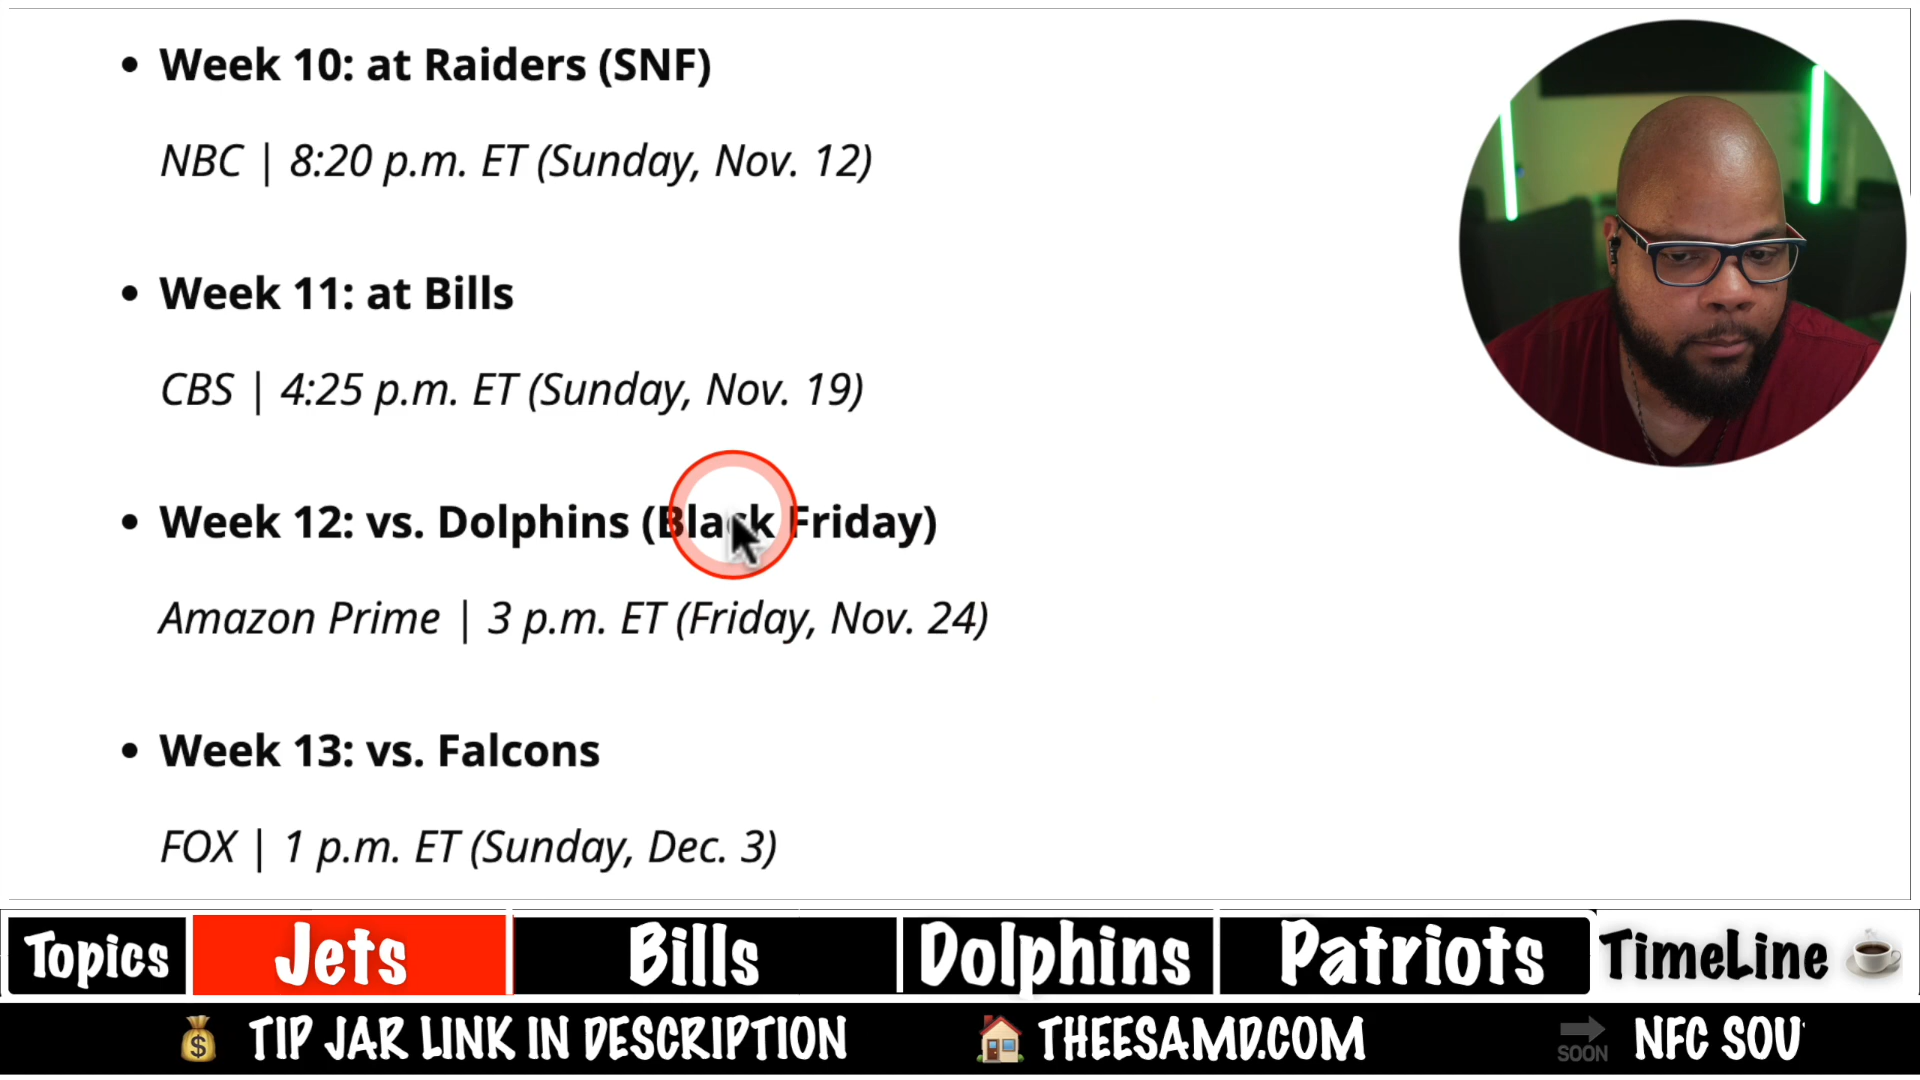 Week 10: at Raiders (SNF)
NBC | 8:20 p.m. ET (Sunday, Nov. 12)
Week 11: at Bills
CBS | 4:25 p.m. ET (Sunday, Nov. 19)
Week 12: vs. Dolphins (Black Friday)
Amazon Prime | 3 p.m. ET (Friday, Nov. 24)
Week 13: vs. Falcons
FOX | 1 p.m. ET (Sunday, Dec. 3)
Topics Jets Bills Dolphins Patriots TimeLine
TIP JAR LINK IN DESCRIPTION THEESAMD.COM SOON NFC SOU